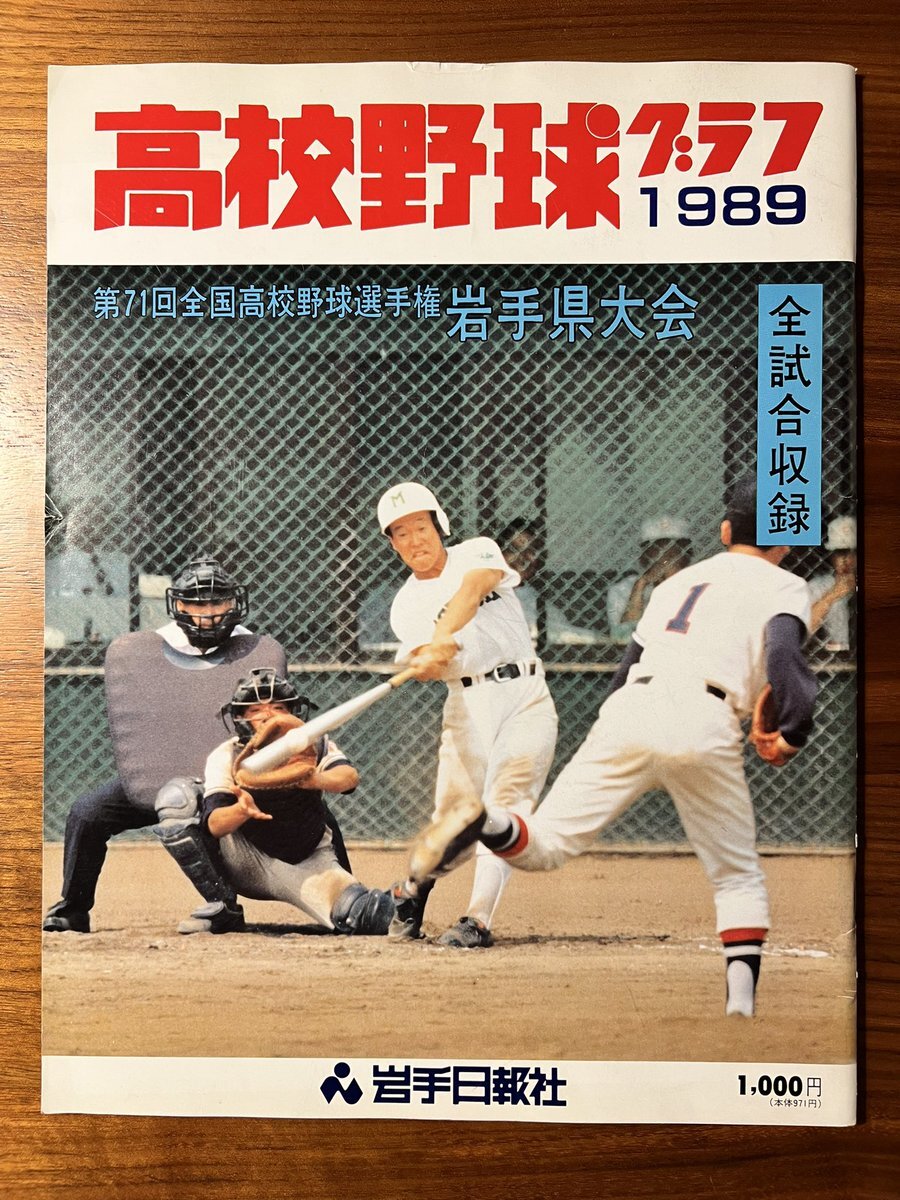 高校野球グラフ
1989
第71回全国高校野球選手権 岩手県大会
全試合収録
M
1
岩手日報社
1,000円
(本体971円)